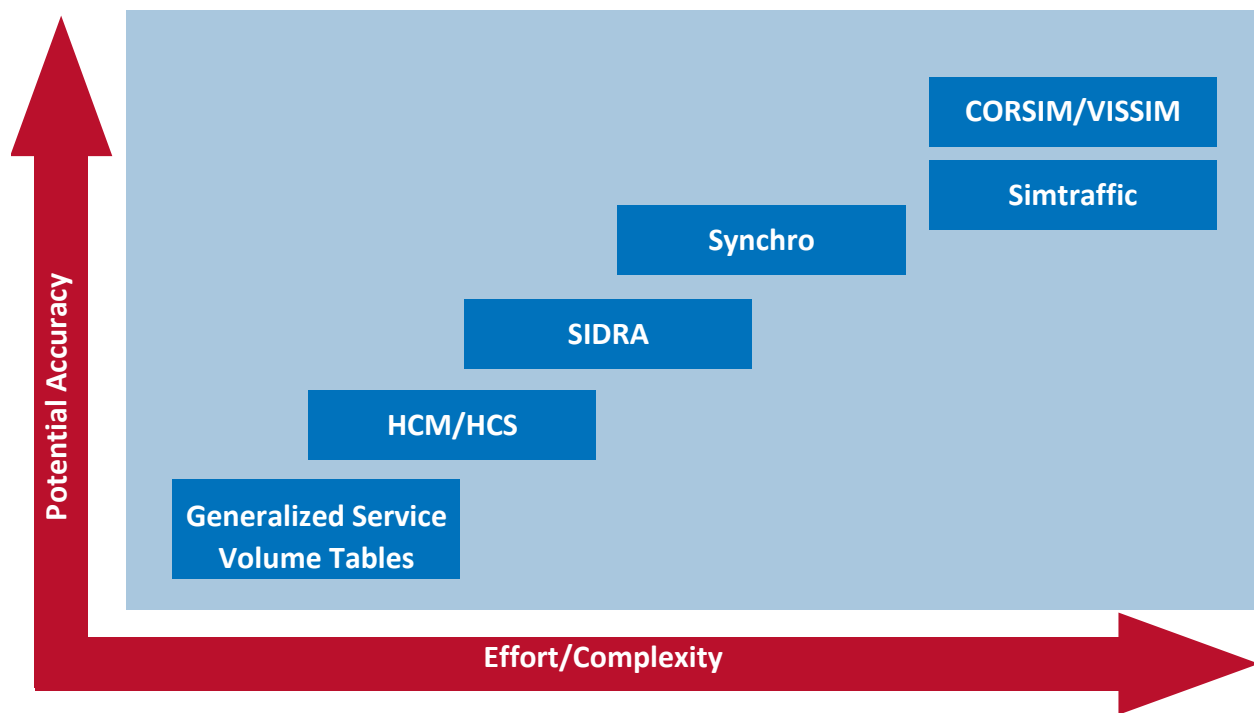 CORSIM/VISSIM
Simtraffic
Synchro
SIDRA
HCM/HCS
Generalized Service
Volume Tables
Potential Accuracy
Effort/Complexity